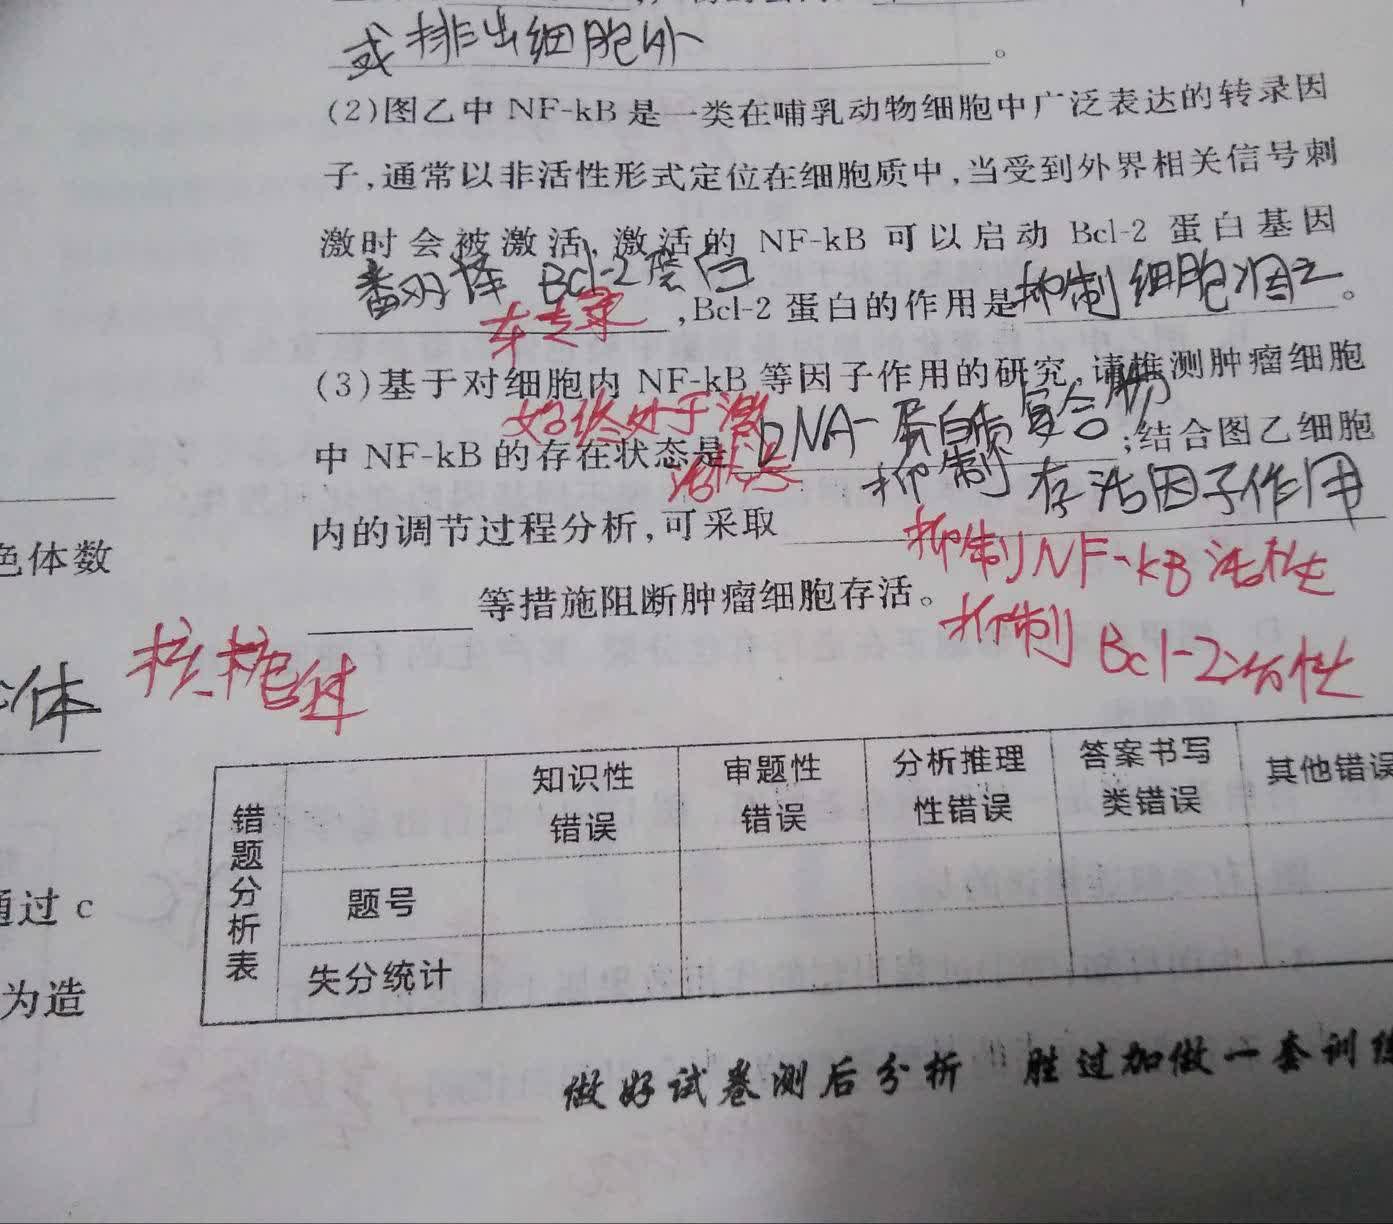 或排出细胞外。
(2)图乙中 NF-kB 是一类在哺乳动物细胞中广泛表达的转录因
子,通常以非活性形式定位在细胞质中,当受到外界相关信号刺
激时会被激活,激活的 NF-kB 可以启动 Bcl-2 蛋白基因
翻译 Bcl-2蛋白
转录
,Bcl-2 蛋白的作用是抑制细胞凋亡。
(3)基于对细胞内 NF-kB 等因子作用的研究,请推测肿瘤细胞
始终处于激
活状态
中 NF-kB 的存在状态是DNA-蛋白质复合物;结合图乙细胞
抑制存活因子作用
内的调节过程分析,可采取
抑制NF-kB活性
等措施阻断肿瘤细胞存活。
抑制Bcl-2活性
色体数
体
核糖体
通过 c
为造
错题分析表
知识性错误
审题性错误
分析推理性错误
答案书写类错误
其他错误
题号
失分统计
做好试卷测后分析 胜过加做一套训练